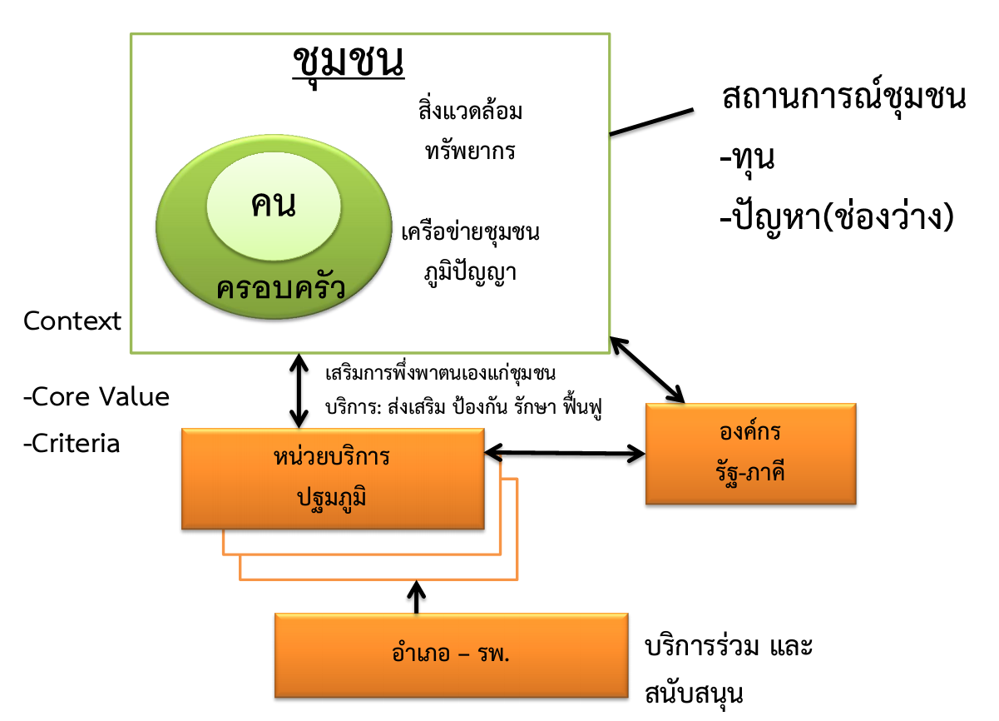 ชุมชน
สิ่งแวดล้อม
ทรัพยากร
คน
ครอบครัว
เครือข่ายชุมชน
ภูมิปัญญา
สถานการณ์ชุมชน
-ทุน
-ปัญหา(ช่องว่าง)
Context
-Core Value
-Criteria
เสริมการพึ่งพาตนเองแก่ชุมชน
บริการ: ส่งเสริม ป้องกัน รักษา ฟื้นฟู
หน่วยบริการ
ปฐมภูมิ
องค์กร
รัฐ-ภาคี
อำเภอ – รพ.
บริการร่วม และ
สนับสนุน